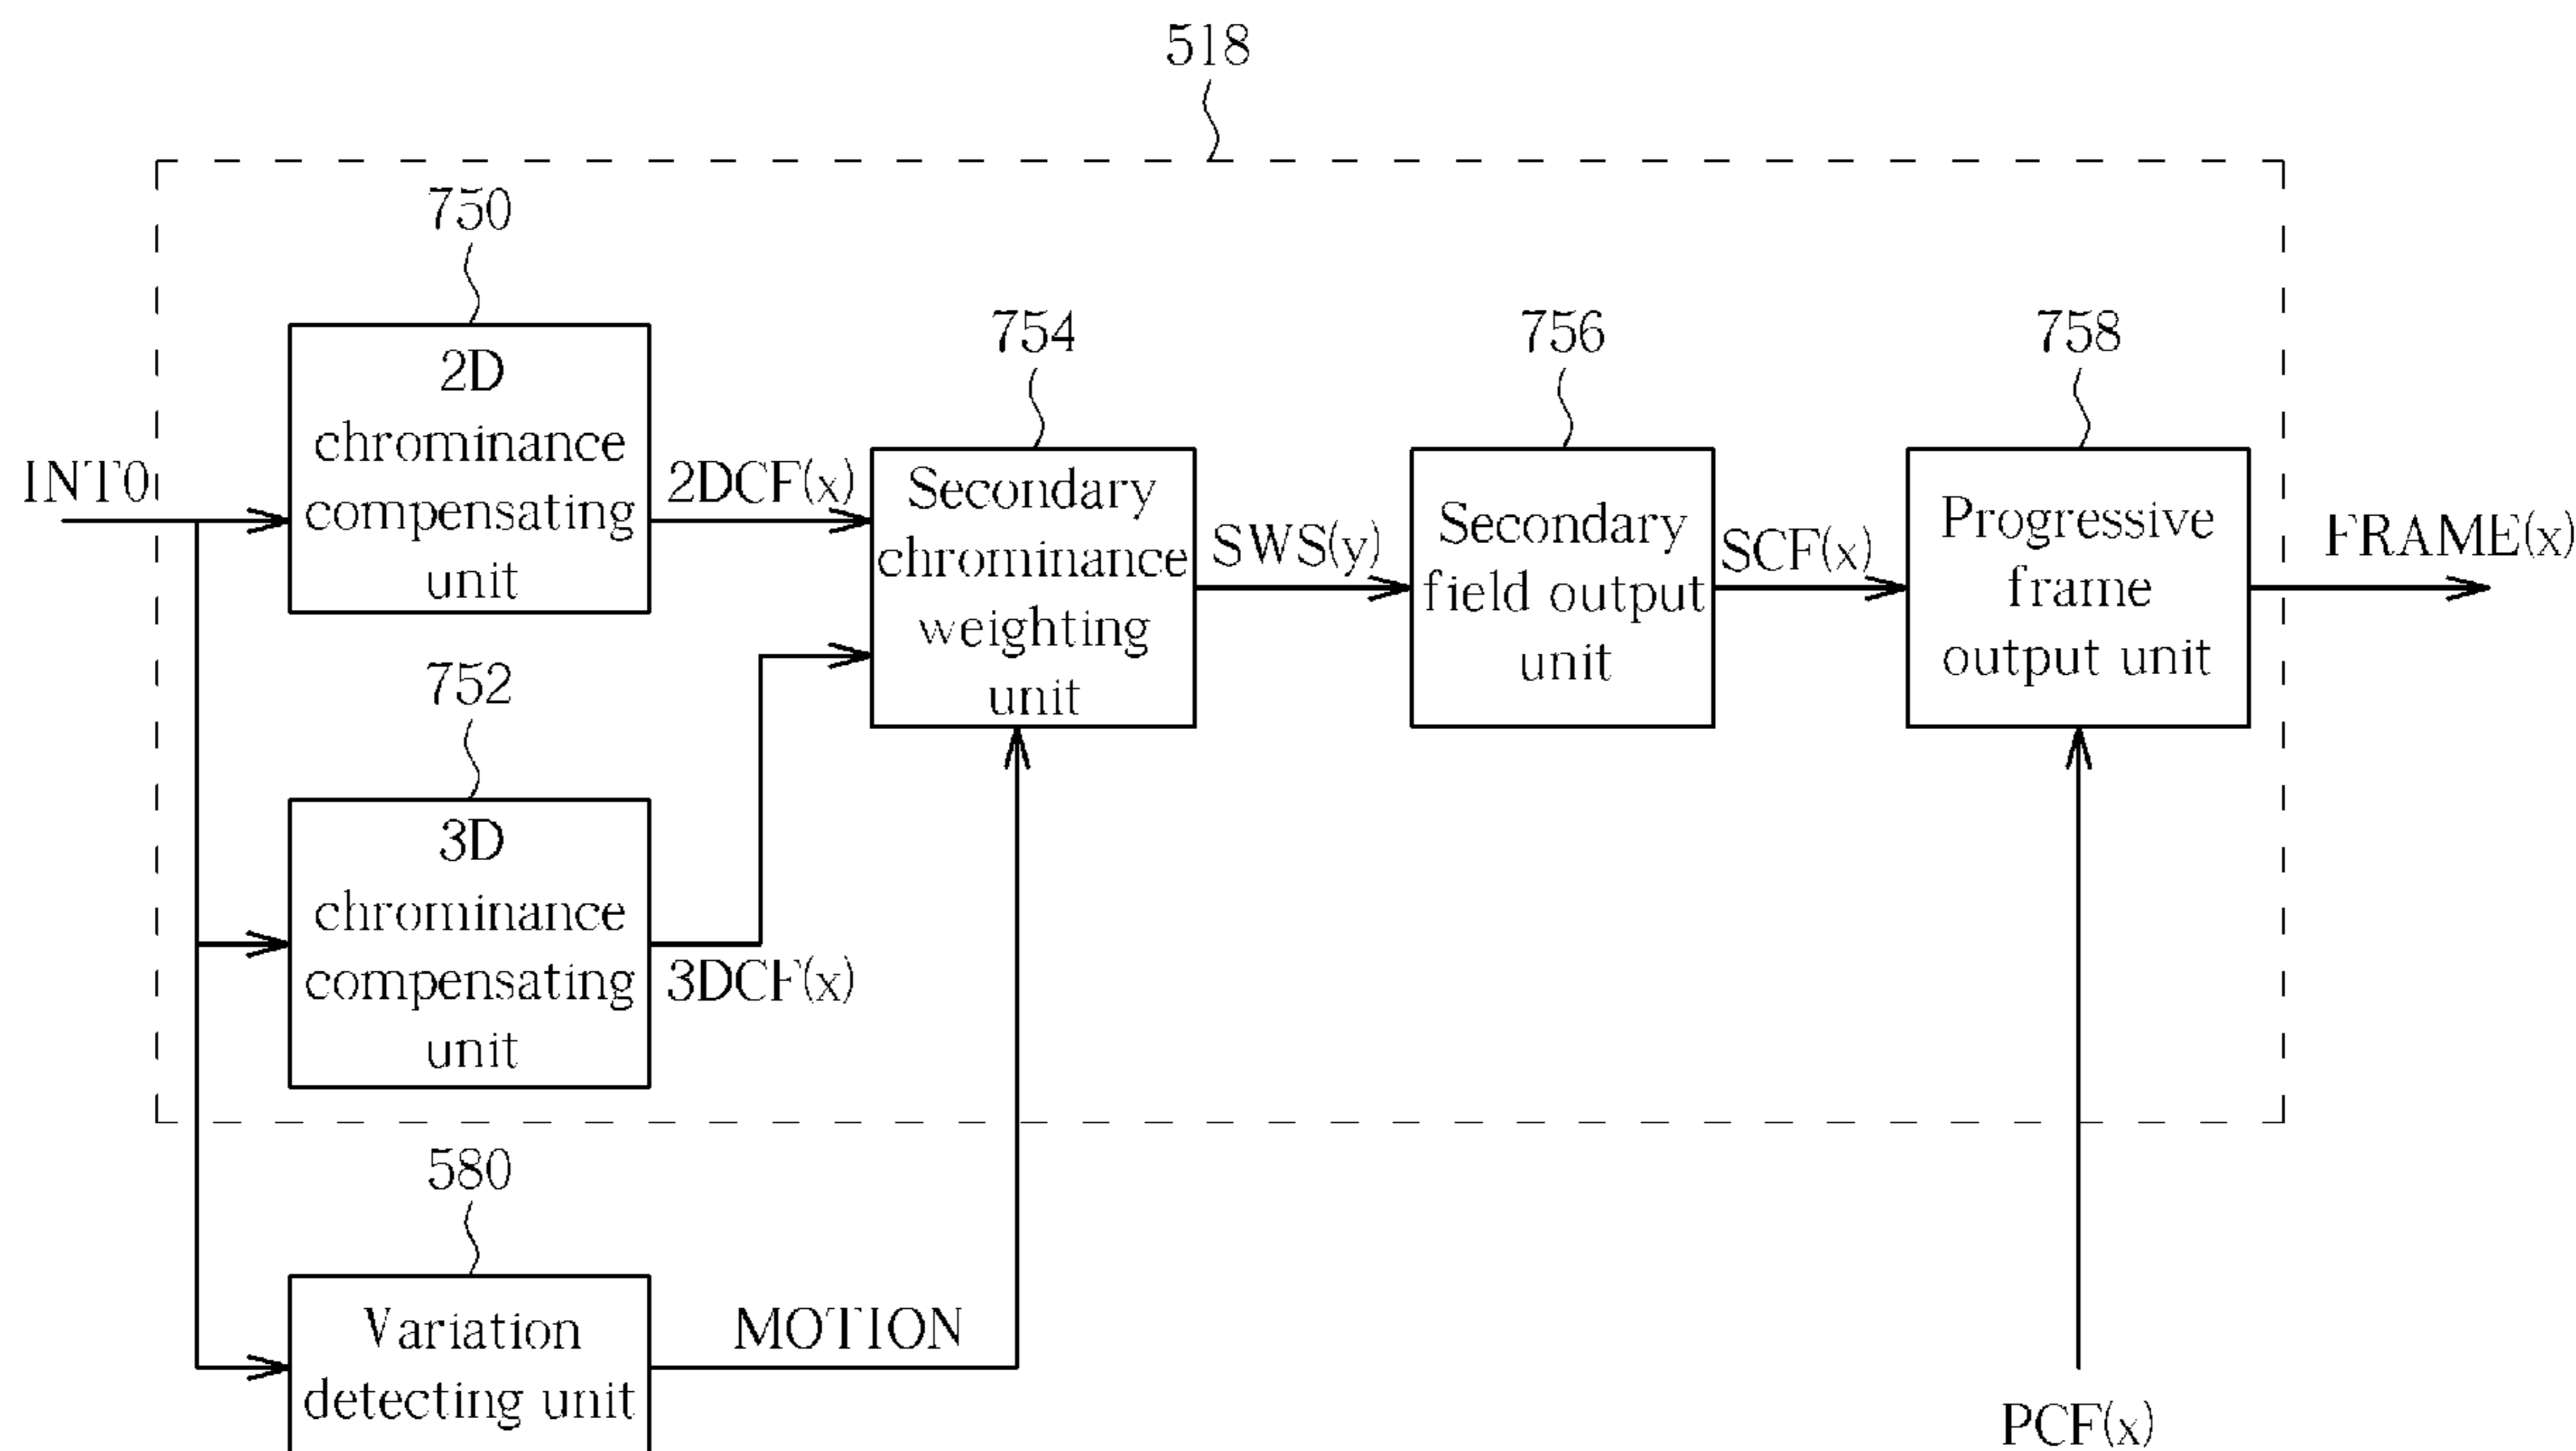 518
750
2D
chrominance
compensating
unit
INT0
2DCF(x)
754
Secondary
chrominance
weighting
unit
SWS(y)
756
Secondary
field output
unit
SCF(x)
758
Progressive
frame
output unit
FRAME(x)
752
3D
chrominance
compensating
unit
3DCF(x)
580
Variation
detecting unit
MOTION
PCF(x)